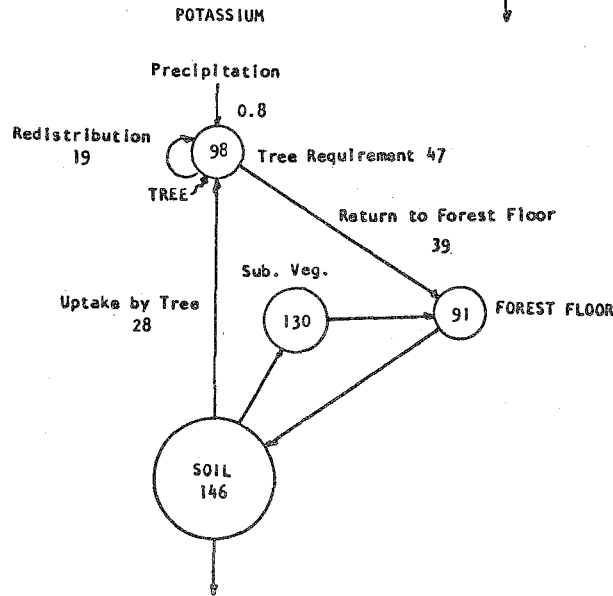 POTASSIUM
Precipitation
0.8
Redistribution
19
98
Tree Requirement 47
TREE
Return to Forest Floor
39
Sub. Veg.
Uptake by Tree
28
130
91
FOREST FLOOR
SOIL
146